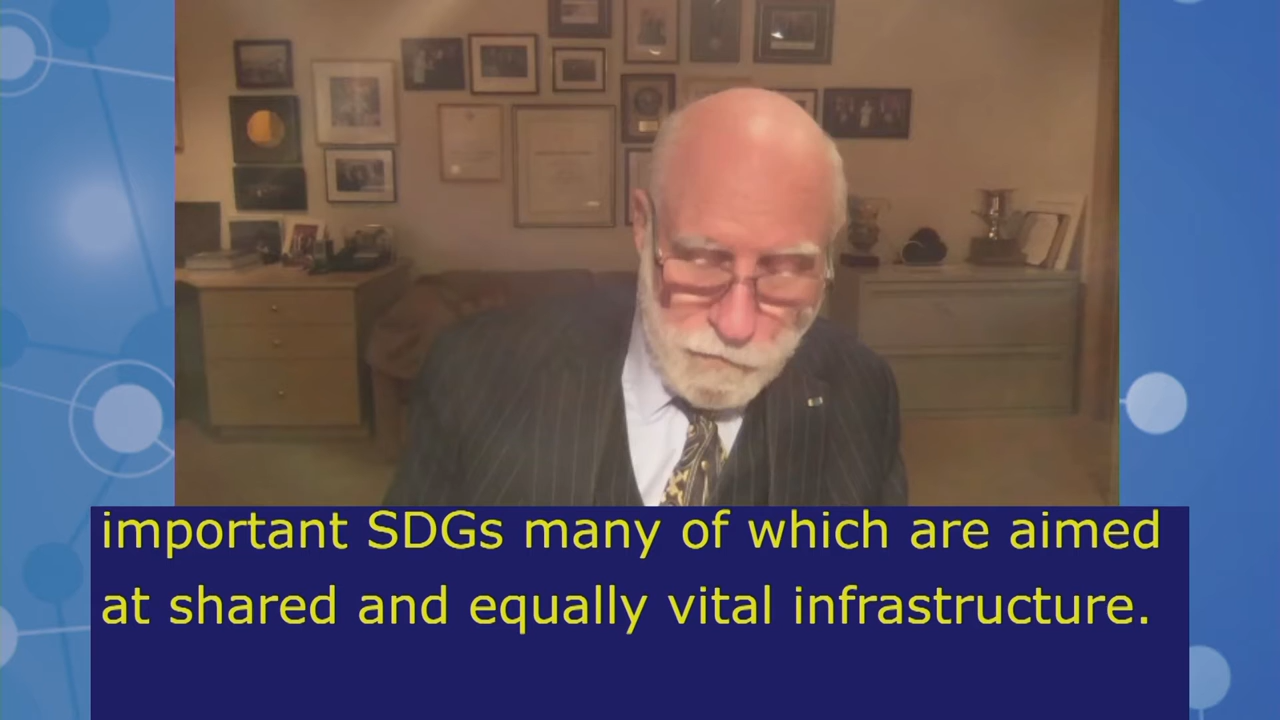 important SDGs many of which are aimed
at shared and equally vital infrastructure.